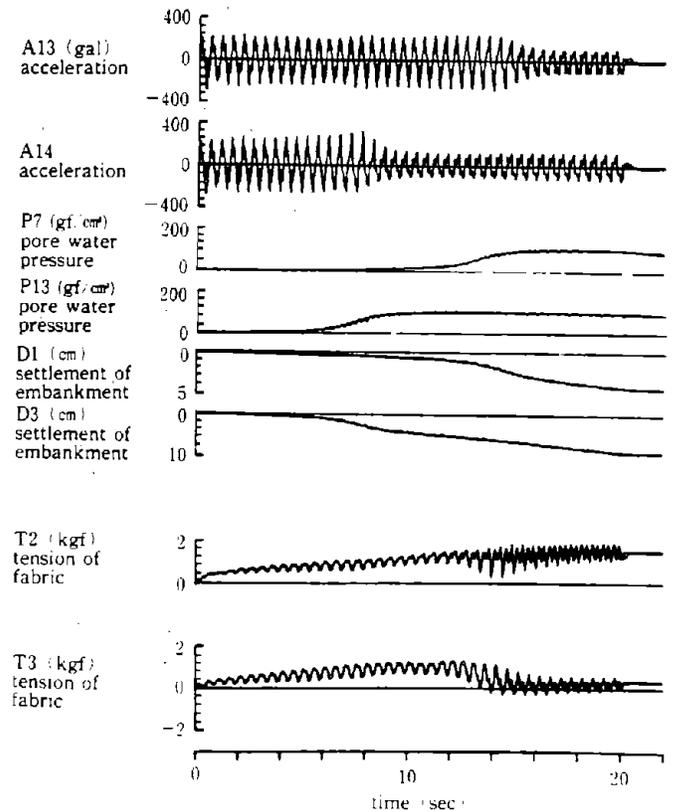 400
A13 (gal)
acceleration
0
−400
400
A14
acceleration
0
−400
P7 (gf/cm²)
pore water
pressure
200
0
P13 (gf/cm²)
pore water
pressure
200
0
D1 (cm)
settlement of
embankment
0
5
D3 (cm)
settlement of
embankment
0
10
T2 (kgf)
tension of
fabric
2
0
T3 (kgf)
tension of
fabric
2
0
−2
0 10 20
time (sec)